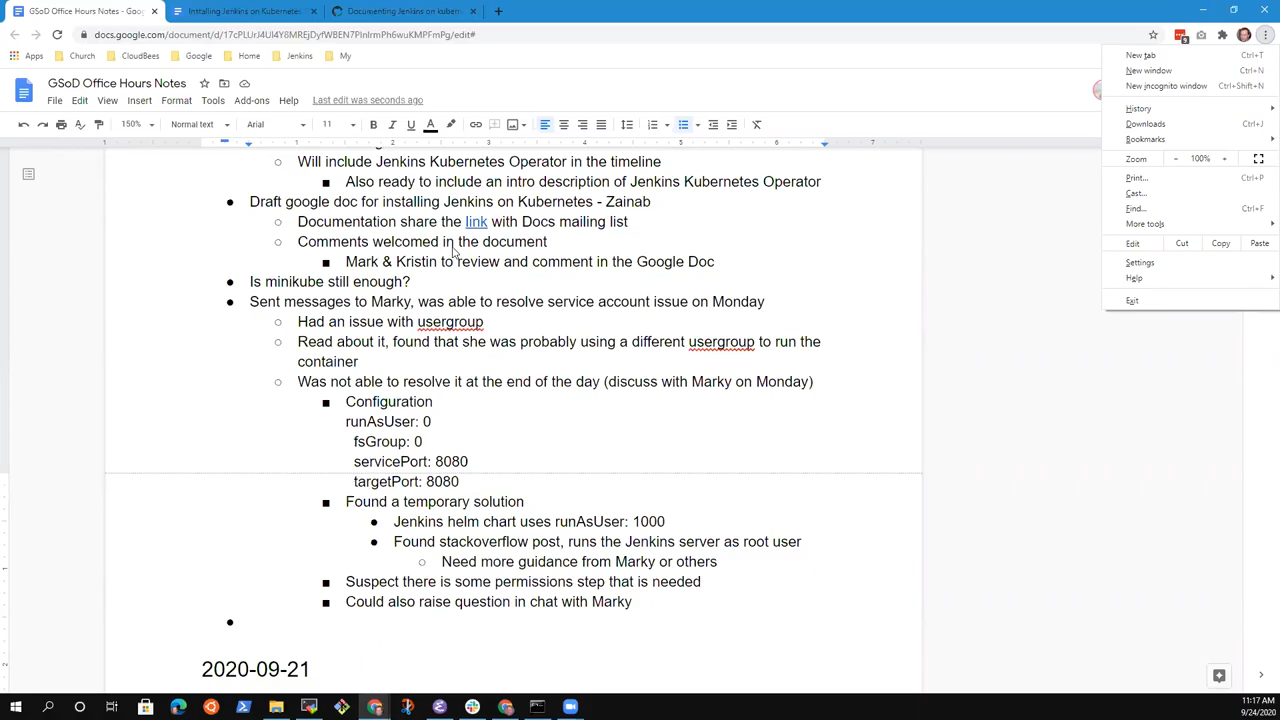 GSoD Office Hours Notes - Goo
Installing Jenkins on Kubernetes
Documenting Jenkins on kubern
docs.google.com/document/d/17cPLUrJ4Ul4Y8MREjDyfWBEN7PInlrmPh6wuKMPFmPg/edit#
Apps
Church
CloudBees
Google
Home
Jenkins
My
GSoD Office Hours Notes
File
Edit
View
Insert
Format
Tools
Add-ons
Help
Last edit was seconds ago
150%
Normal text
Arial
11
1
1
2
3
4
5
6
7
Will include Jenkins Kubernetes Operator in the timeline
Also ready to include an intro description of Jenkins Kubernetes Operator
Draft google doc for installing Jenkins on Kubernetes - Zainab
Documentation share the link with Docs mailing list
Comments welcomed in the document
Mark & Kristin to review and comment in the Google Doc
Is minikube still enough?
Sent messages to Marky, was able to resolve service account issue on Monday
Had an issue with usergroup
Read about it, found that she was probably using a different usergroup to run the
container
Was not able to resolve it at the end of the day (discuss with Marky on Monday)
Configuration
runAsUser: 0
fsGroup: 0
servicePort: 8080
targetPort: 8080
Found a temporary solution
Jenkins helm chart uses runAsUser: 1000
Found stackoverflow post, runs the Jenkins server as root user
Need more guidance from Marky or others
Suspect there is some permissions step that is needed
Could also raise question in chat with Marky
2020-09-21
New tab Ctrl+T
New window Ctrl+N
New incognito window Ctrl+Shift+N
History
Downloads Ctrl+J
Bookmarks
Zoom - 100% +
Print... Ctrl+P
Cast...
Find... Ctrl+F
More tools
Edit Cut Copy Paste
Settings
Help
Exit
11:17 AM
9/24/2020